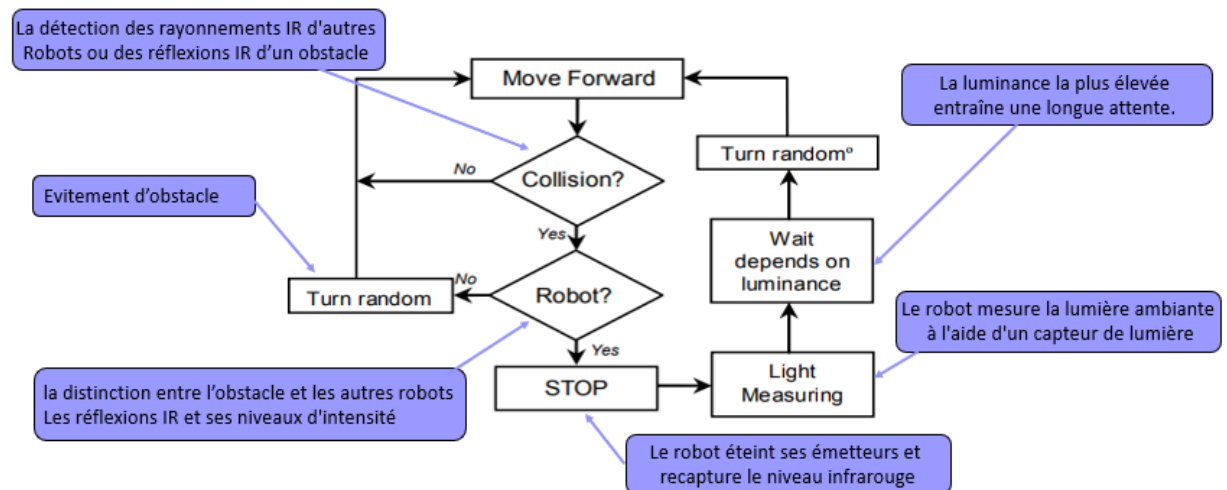 La détection des rayonnements IR d'autres
Robots ou des réflexions IR d’un obstacle
Move Forward
La luminance la plus élevée
entraîne une longue attente.
Turn randomº
No
Collision?
Evitement d’obstacle
Yes
Wait
depends on
luminance
No
Turn random
Robot?
Le robot mesure la lumière ambiante
à l'aide d'un capteur de lumière
Yes
la distinction entre l’obstacle et les autres robots
Les réflexions IR et ses niveaux d'intensité
STOP
Light
Measuring
Le robot éteint ses émetteurs et
recapture le niveau infrarouge